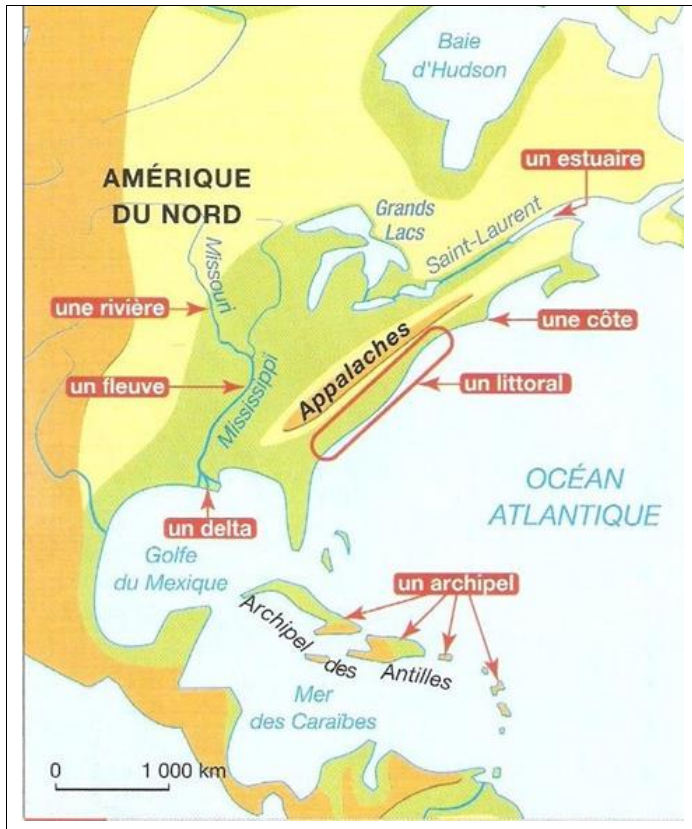 Baie
d'Hudson
un estuaire
AMÉRIQUE
DU NORD
Grands
Lacs
Saint-Laurent
Missouri
une rivière
une côte
Appalaches
un fleuve
un littoral
Mississippi
OCÉAN
ATLANTIQUE
un delta
Golfe
du Mexique
un archipel
Archipel
des
Antilles
Mer
des Caraïbes
0 1 000 km